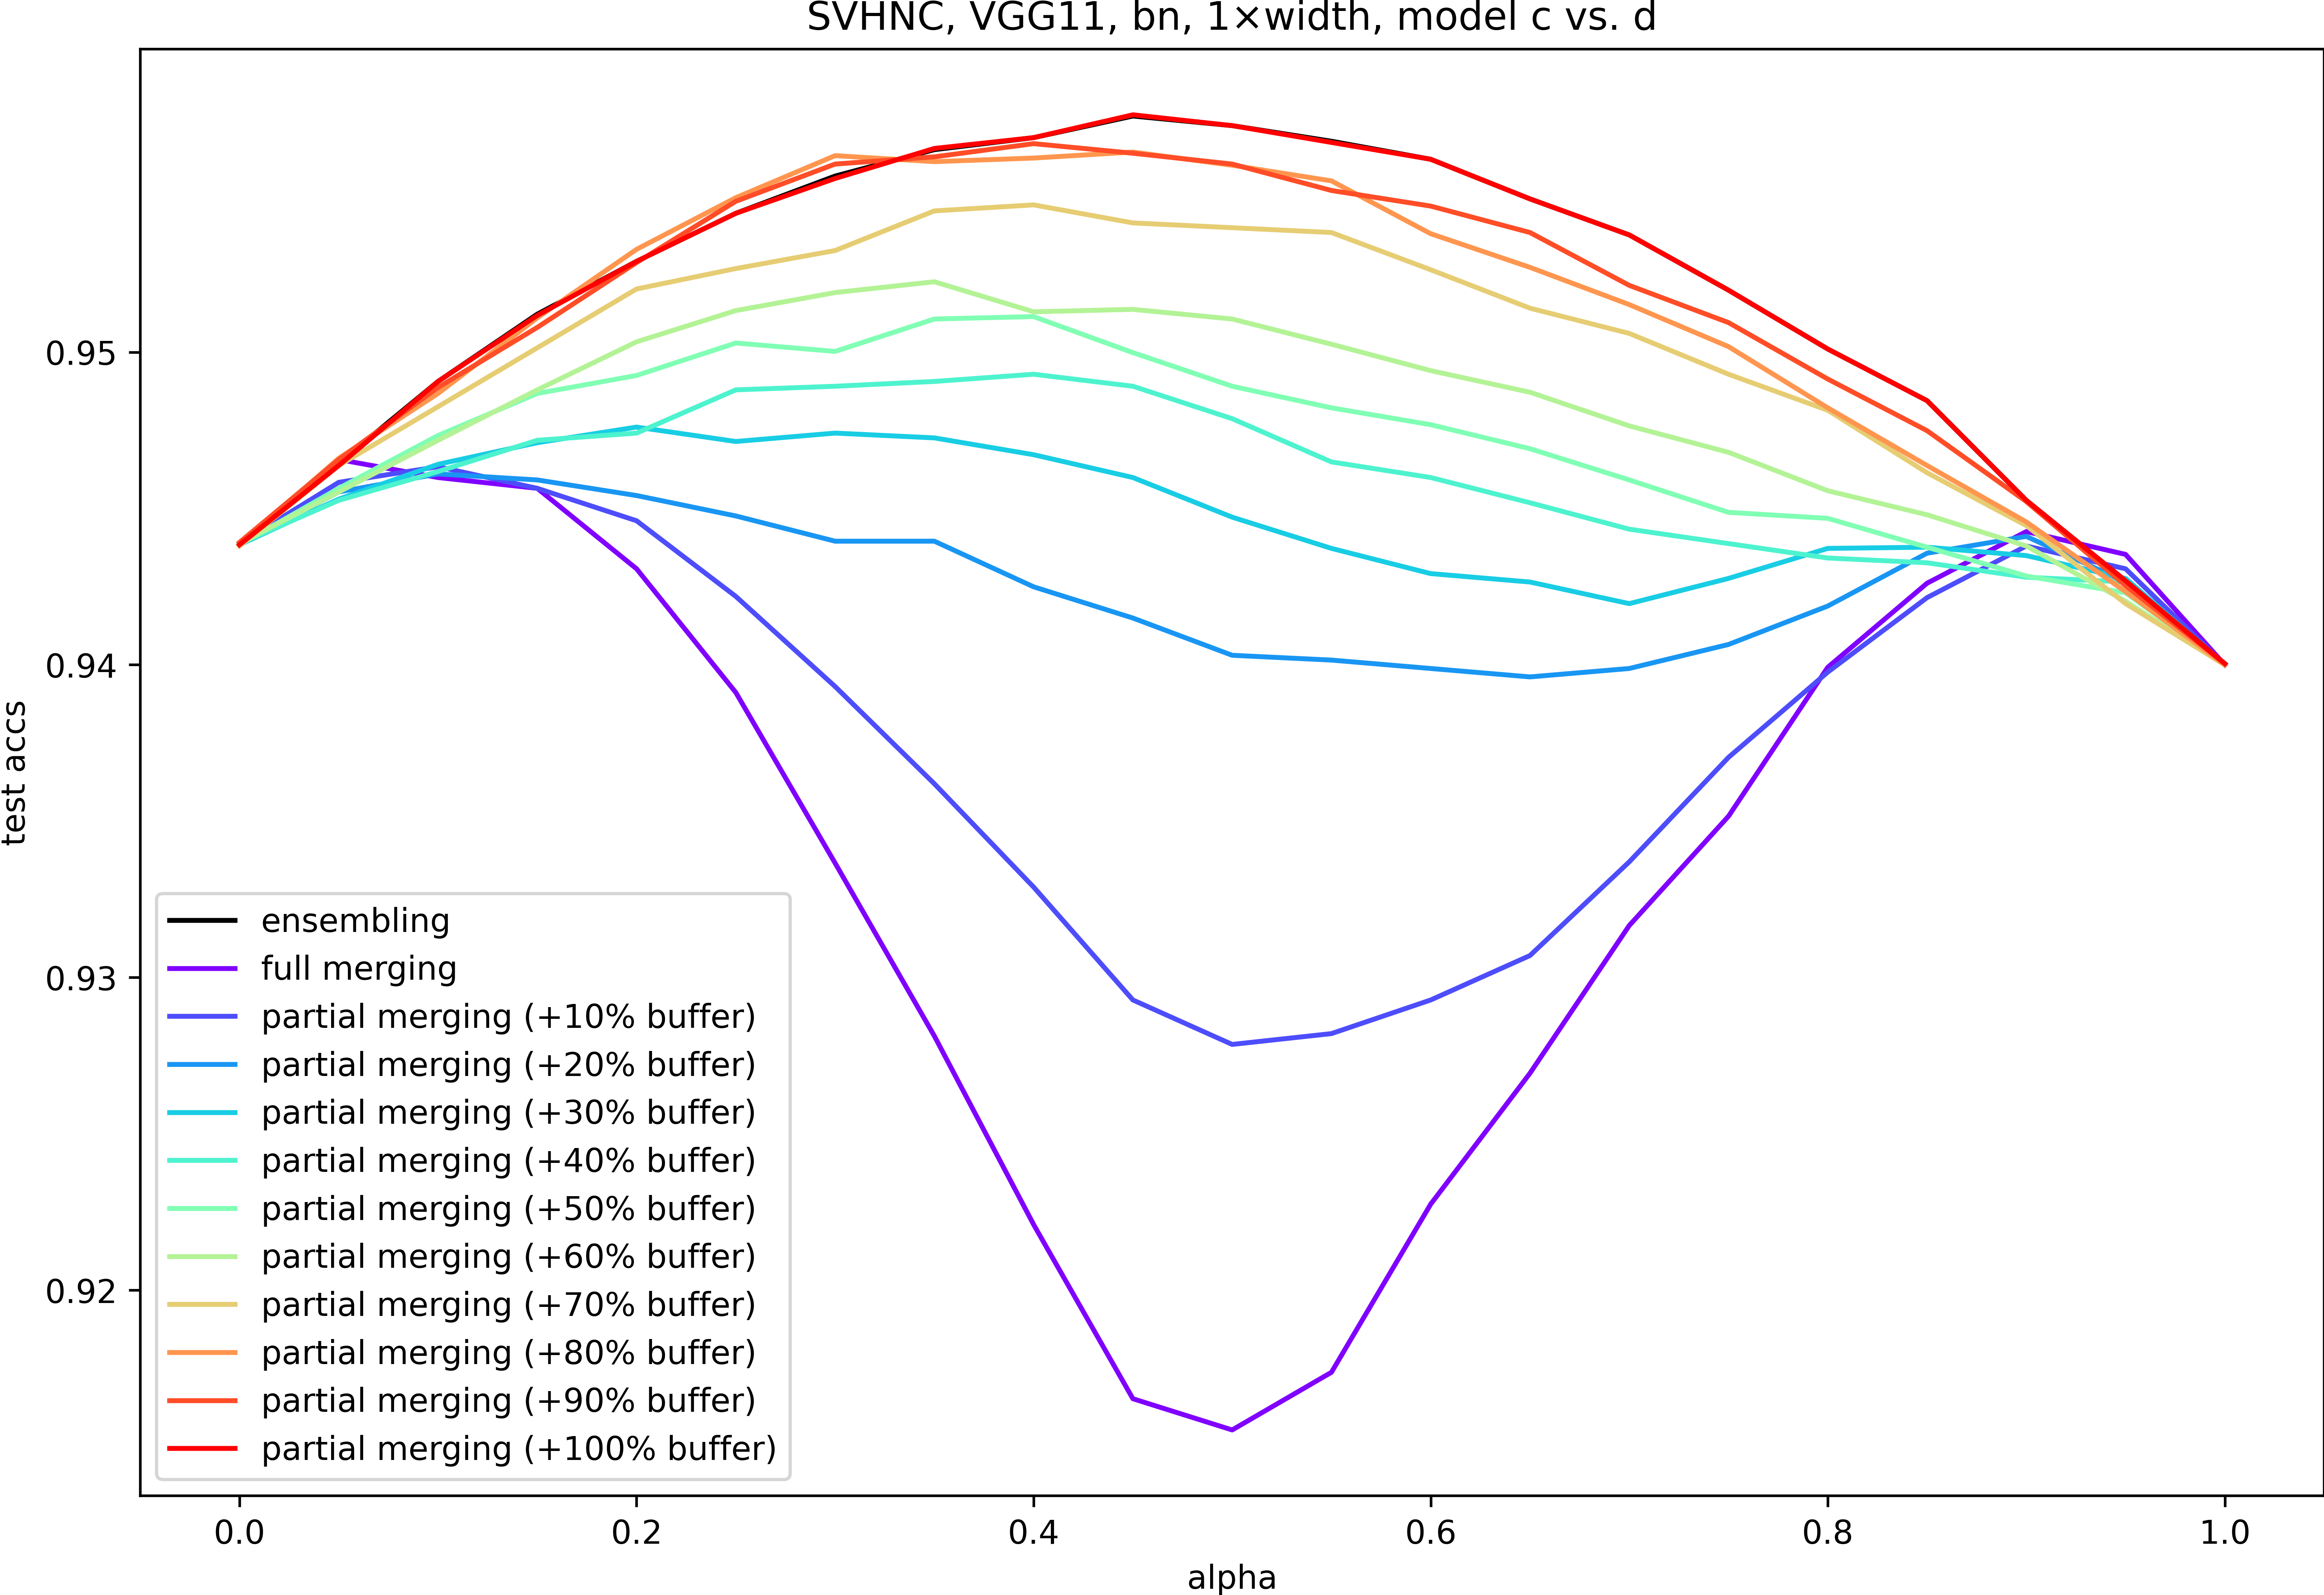 SVHNC, VGG11, bn, 1×width, model c vs. d
0.95
0.94
0.93
0.92
test accs
ensembling
full merging
partial merging (+10% buffer)
partial merging (+20% buffer)
partial merging (+30% buffer)
partial merging (+40% buffer)
partial merging (+50% buffer)
partial merging (+60% buffer)
partial merging (+70% buffer)
partial merging (+80% buffer)
partial merging (+90% buffer)
partial merging (+100% buffer)
0.0 0.2 0.4 0.6 0.8 1.0
alpha